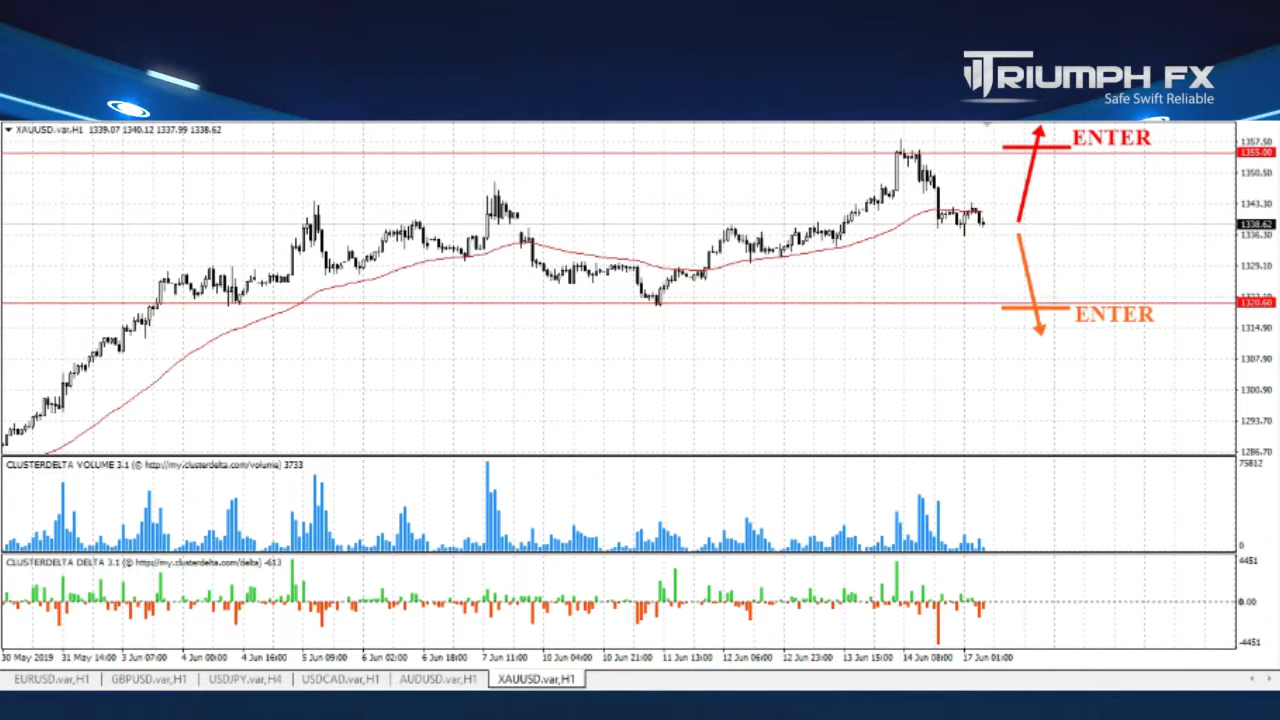 TRIUMPH FX
Safe Swift Reliable
XAUUSD.var,H1 1339.07 1340.12 1337.99 1338.62
ENTER
1357.50
1355.00
1350.50
1343.30
1338.62
1336.30
1329.10
1320.60
ENTER
1314.90
1307.90
1300.70
1293.70
1286.70
CLUSTERDELTA VOLUME 3.1 (© http://my.clusterdelta.com/volume) 3733
75812
0
CLUSTERDELTA DELTA 3.1 (© http://my.clusterdelta.com/delta) -613
4451
0.00
-4451
30 May 2019 31 May 14:00 3 Jun 07:00 4 Jun 00:00 4 Jun 16:00 5 Jun 09:00 6 Jun 02:00 6 Jun 18:00 7 Jun 11:00 10 Jun 04:00 10 Jun 21:00 11 Jun 13:00 12 Jun 06:00 12 Jun 23:00 13 Jun 15:00 14 Jun 08:00 17 Jun 01:00
EURUSD.var,H1 GBPUSD.var,H1 USDJPY.var,H4 USDCAD.var,H1 AUDUSD.var,H1 XAUUSD.var,H1